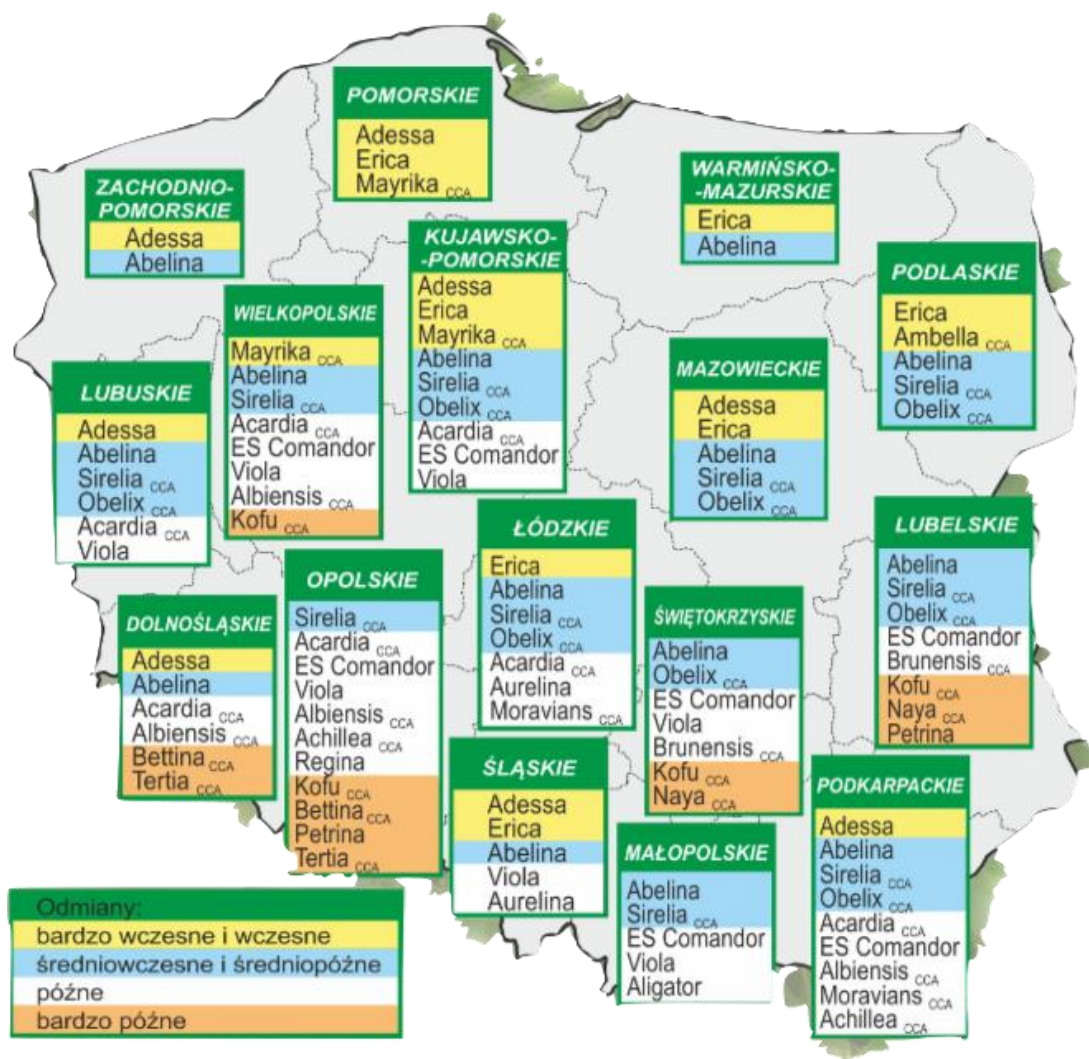 POMORSKIE
Adessa
Erica
Mayrika CCA
ZACHODNIO-
POMORSKIE
Adessa
Abelina
WARMIŃSKO-
-MAZURSKIE
Erica
Abelina
KUJAWSKO-
-POMORSKIE
Adessa
Erica
Mayrika CCA
Abelina
Sirelia CCA
Obelix CCA
Acardia CCA
ES Comandor
Viola
PODLASKIE
Erica
Ambella CCA
Abelina
Sirelia CCA
Obelix CCA
WIELKOPOLSKIE
Mayrika CCA
Abelina
Sirelia CCA
Acardia CCA
ES Comandor
Viola
Albiensis CCA
Kofu CCA
MAZOWIECKIE
Adessa
Erica
Abelina
Sirelia CCA
Obelix CCA
LUBUSKIE
Adessa
Abelina
Sirelia CCA
Obelix CCA
Acardia CCA
Viola
ŁÓDZKIE
Erica
Abelina
Sirelia CCA
Obelix CCA
Acardia CCA
Aurelina
Moravians CCA
LUBELSKIE
Abelina
Sirelia CCA
Obelix CCA
ES Comandor
Brunensis CCA
Kofu CCA
Naya CCA
Petrina
OPOLSKIE
Sirelia CCA
Acardia CCA
ES Comandor
Viola
Albiensis CCA
Achillea CCA
Regina
Kofu CCA
Bettina CCA
Petrina
Tertia CCA
DOLNOŚLĄSKIE
Adessa
Abelina
Acardia CCA
Albiensis CCA
Bettina CCA
Tertia CCA
ŚWIĘTOKRZYSKIE
Abelina
Obelix CCA
ES Comandor
Viola
Brunensis CCA
Kofu CCA
Naya CCA
ŚLĄSKIE
Adessa
Erica
Abelina
Viola
Aurelina
PODKARPACKIE
Adessa
Abelina
Sirelia CCA
Obelix CCA
Acardia CCA
ES Comandor
Albiensis CCA
Moravians CCA
Achillea CCA
MAŁOPOLSKIE
Abelina
Sirelia CCA
ES Comandor
Viola
Aligator
Odmiany:
bardzo wczesne i wczesne
średniowczesne i średniopóźne
późne
bardzo późne